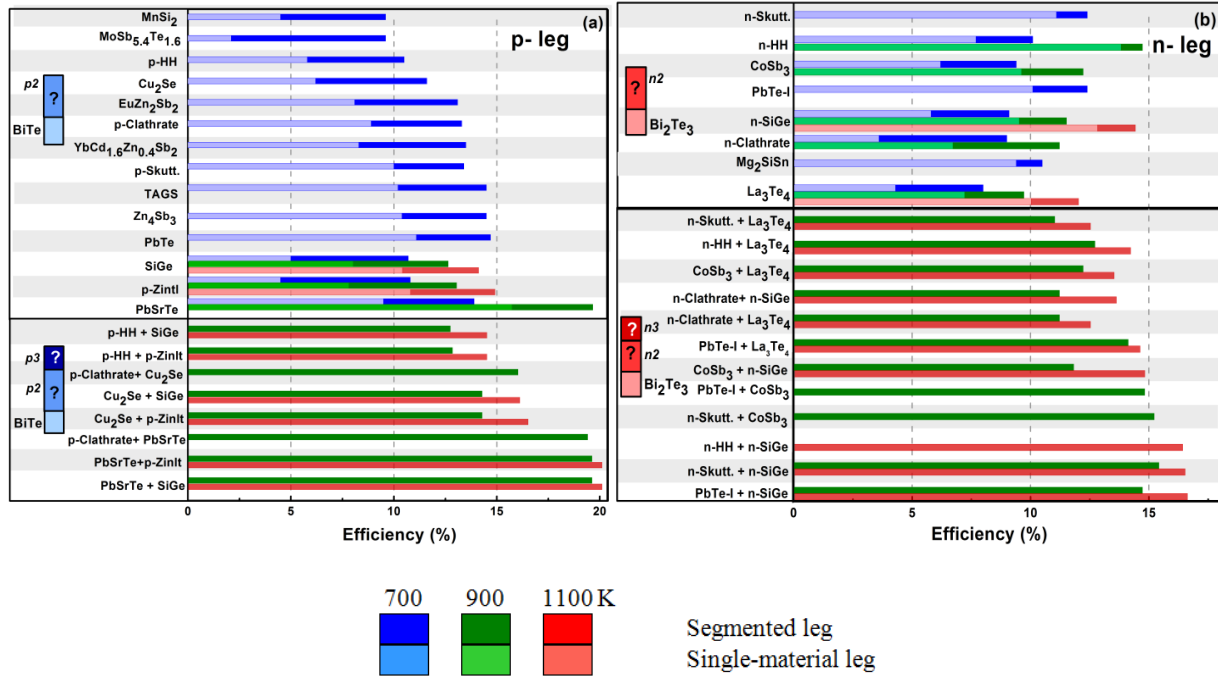 (a)
p- leg
MnSi2
MoSb5.4Te1.6
p-HH
Cu2Se
EuZn2Sb2
p-Clathrate
YbCd1.6Zn0.4Sb2
p-Skutt.
TAGS
Zn4Sb3
PbTe
SiGe
p-Zintl
PbSrTe
p2
?
BiTe
p-HH + SiGe
p-HH + p-Zinlt
p-Clathrate+ Cu2Se
Cu2Se + SiGe
Cu2Se + p-Zinlt
p-Clathrate+ PbSrTe
PbSrTe+p-Zinlt
PbSrTe + SiGe
p3
?
p2
?
BiTe
0 5 10 15 20
Efficiency (%)
(b)
n- leg
n-Skutt.
n-HH
CoSb3
PbTe-I
n-SiGe
n-Clathrate
Mg2SiSn
La3Te4
n2
?
Bi2Te3
n-Skutt. + La3Te4
n-HH + La3Te4
CoSb3 + La3Te4
n-Clathrate+ n-SiGe
n-Clathrate + La3Te4
PbTe-I + La3Te4
CoSb3 + n-SiGe
PbTe-I + CoSb3
n-Skutt. + CoSb3
n-HH + n-SiGe
n-Skutt. + n-SiGe
PbTe-I + n-SiGe
? n3
? n2
Bi2Te3
0 5 10 15
Efficiency (%)
700 900 1100 K
Segmented leg
Single-material leg